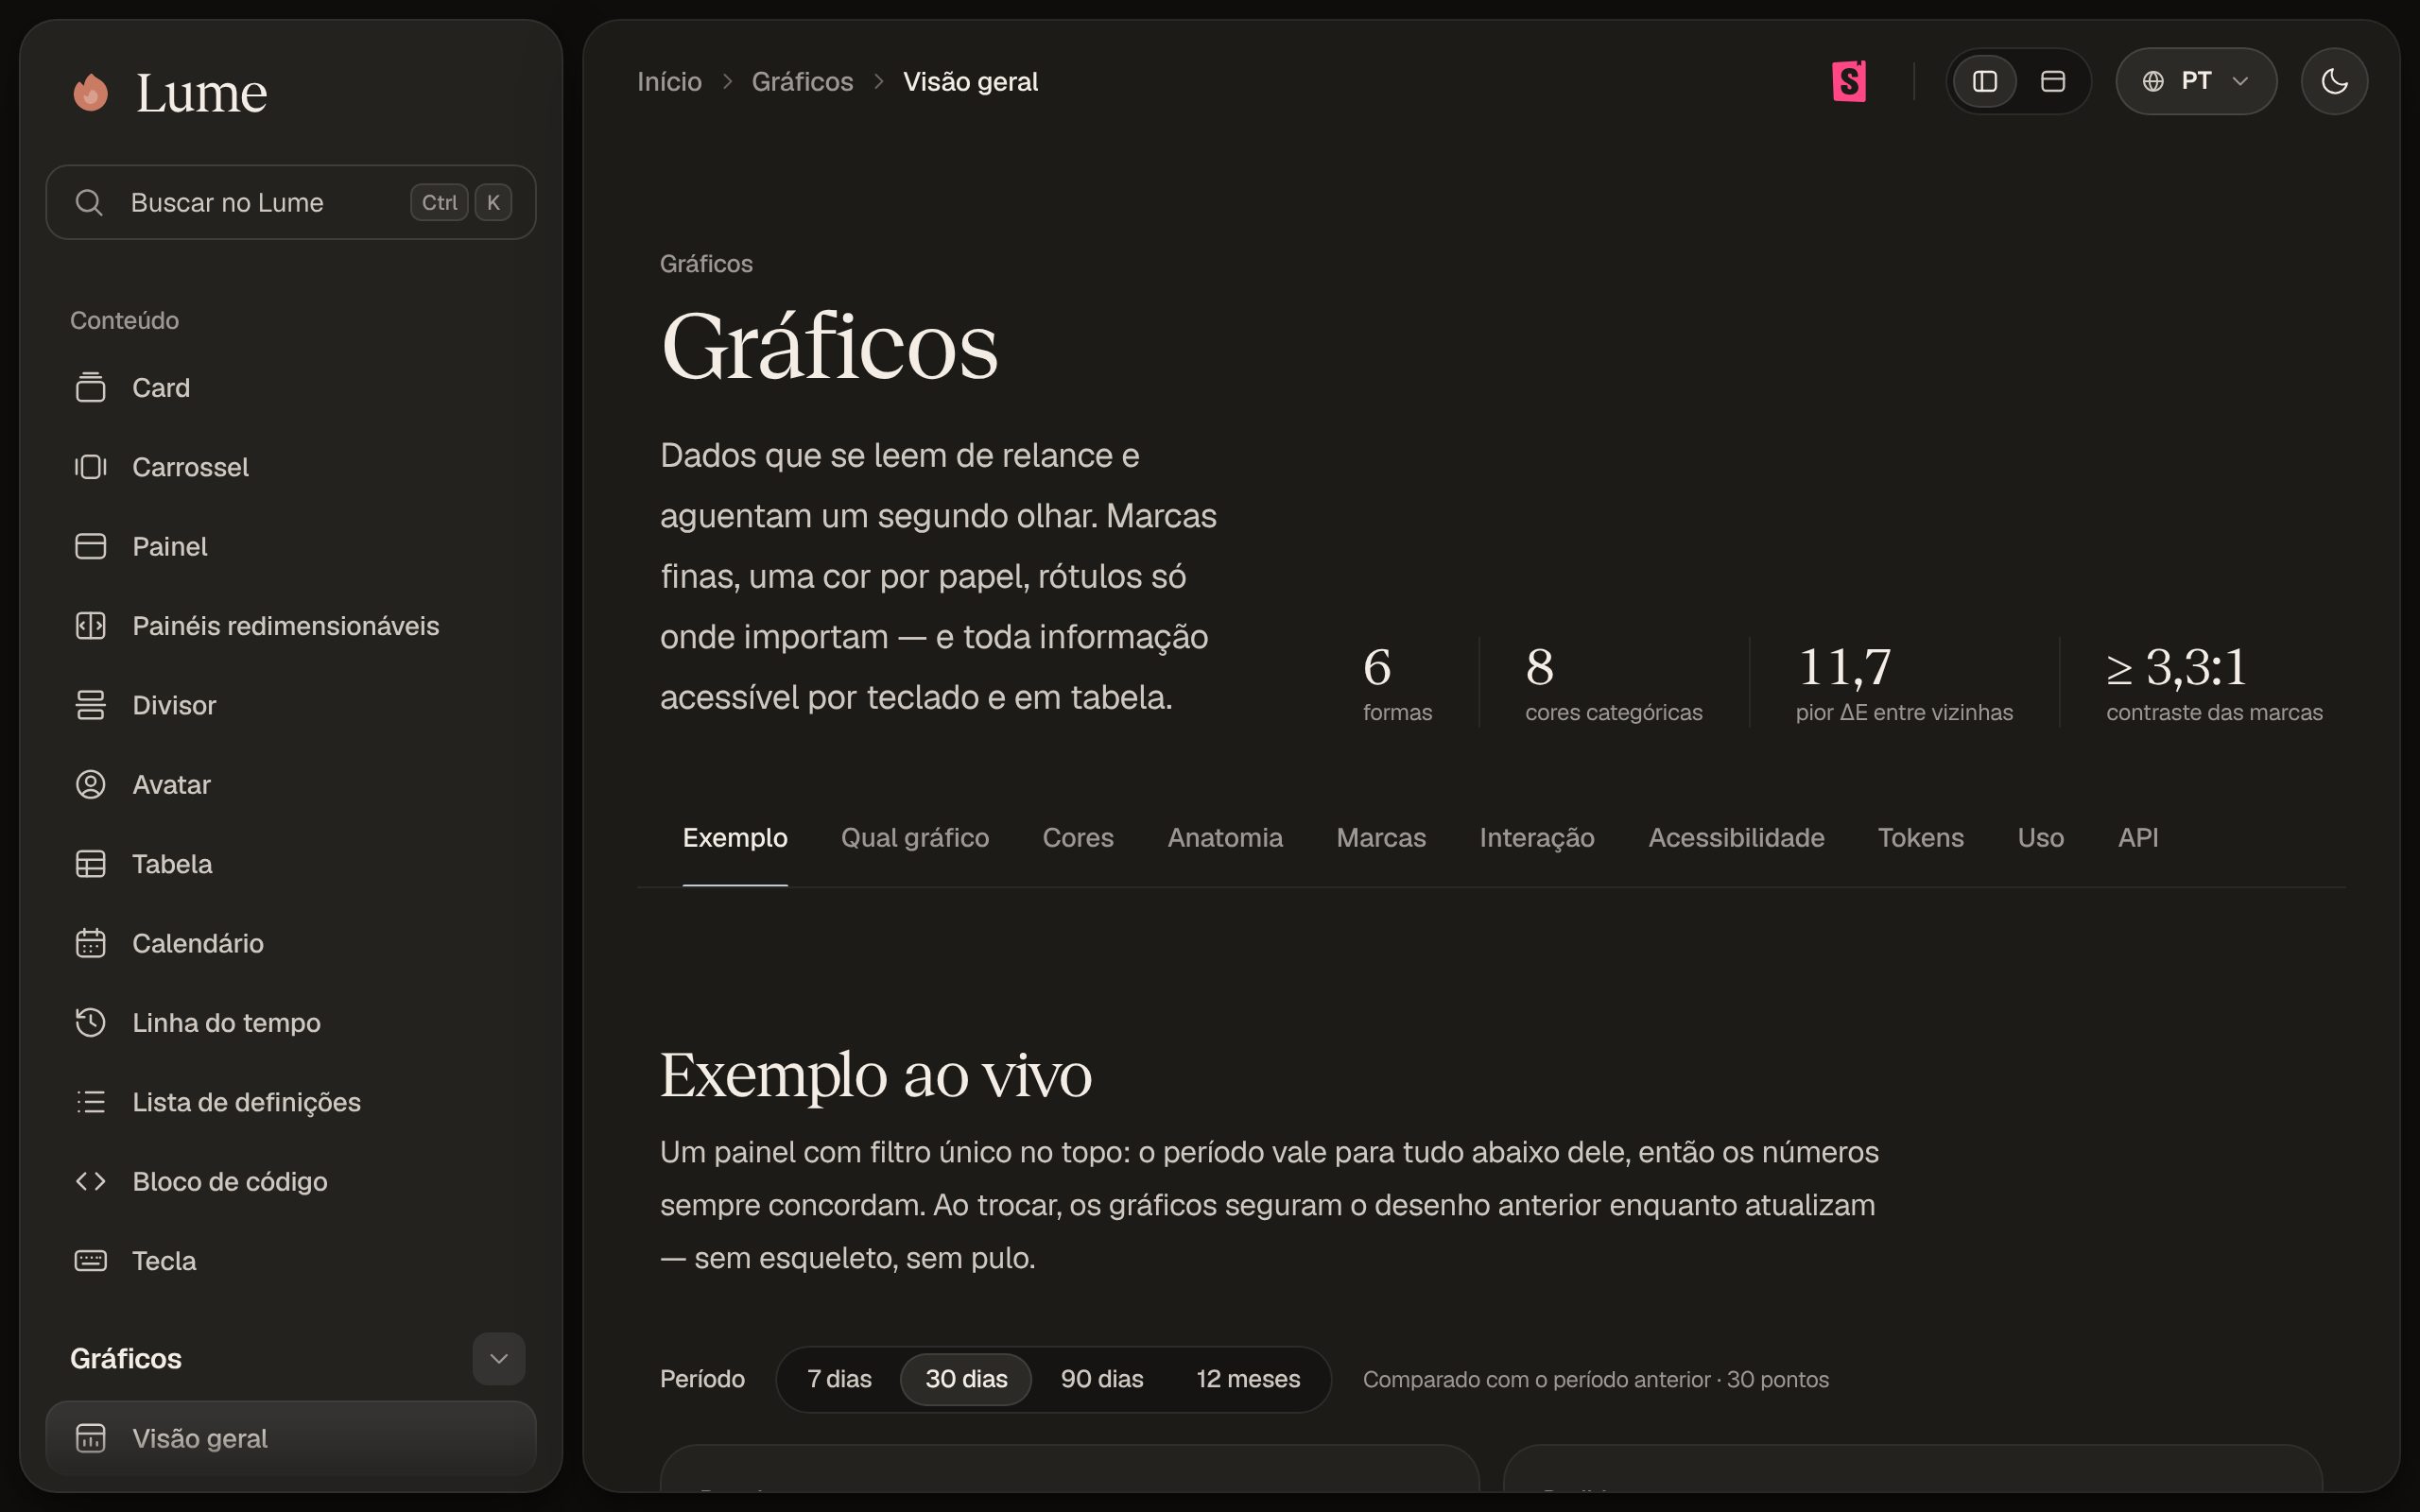 Lume
Buscar no Lume
Ctrl K
Conteúdo
Card
Carrossel
Painel
Painéis redimensionáveis
Divisor
Avatar
Tabela
Calendário
Linha do tempo
Lista de definições
Bloco de código
Tecla
Gráficos
Visão geral
Início > Gráficos > Visão geral
PT
Gráficos
Gráficos
Dados que se leem de relance e
aguentam um segundo olhar. Marcas
finas, uma cor por papel, rótulos só
onde importam — e toda informação
acessível por teclado e em tabela.
6
formas
8
cores categóricas
11,7
pior ΔE entre vizinhas
≥ 3,3:1
contraste das marcas
Exemplo Qual gráfico Cores Anatomia Marcas Interação Acessibilidade Tokens Uso API
Exemplo ao vivo
Um painel com filtro único no topo: o período vale para tudo abaixo dele, então os números
sempre concordam. Ao trocar, os gráficos seguram o desenho anterior enquanto atualizam
— sem esqueleto, sem pulo.
Período 7 dias 30 dias 90 dias 12 meses Comparado com o período anterior · 30 pontos